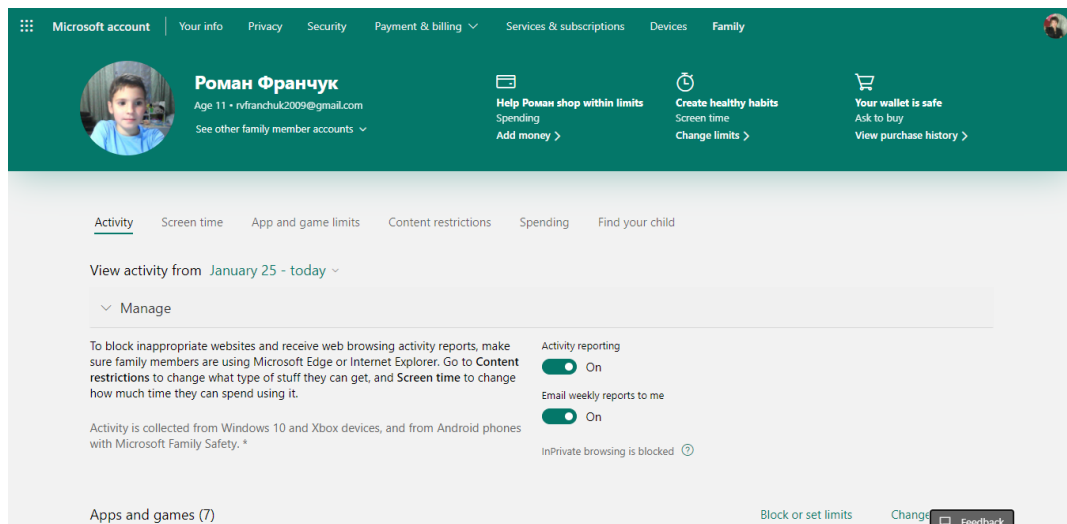 Microsoft account Your info Privacy Security Payment & billing Services & subscriptions Devices Family
Роман Франчук
Age 11 • rvfranchuk2009@gmail.com
See other family member accounts
Help Роман shop within limits
Spending
Add money
Create healthy habits
Screen time
Change limits
Your wallet is safe
Ask to buy
View purchase history
Activity Screen time App and game limits Content restrictions Spending Find your child
View activity from January 25 - today
Manage
To block inappropriate websites and receive web browsing activity reports, make
sure family members are using Microsoft Edge or Internet Explorer. Go to Content
restrictions to change what type of stuff they can get, and Screen time to change
how much time they can spend using it.
Activity is collected from Windows 10 and Xbox devices, and from Android phones
with Microsoft Family Safety. *
Activity reporting
On
Email weekly reports to me
On
InPrivate browsing is blocked ?
Apps and games (7) Block or set limits Change
Feedback